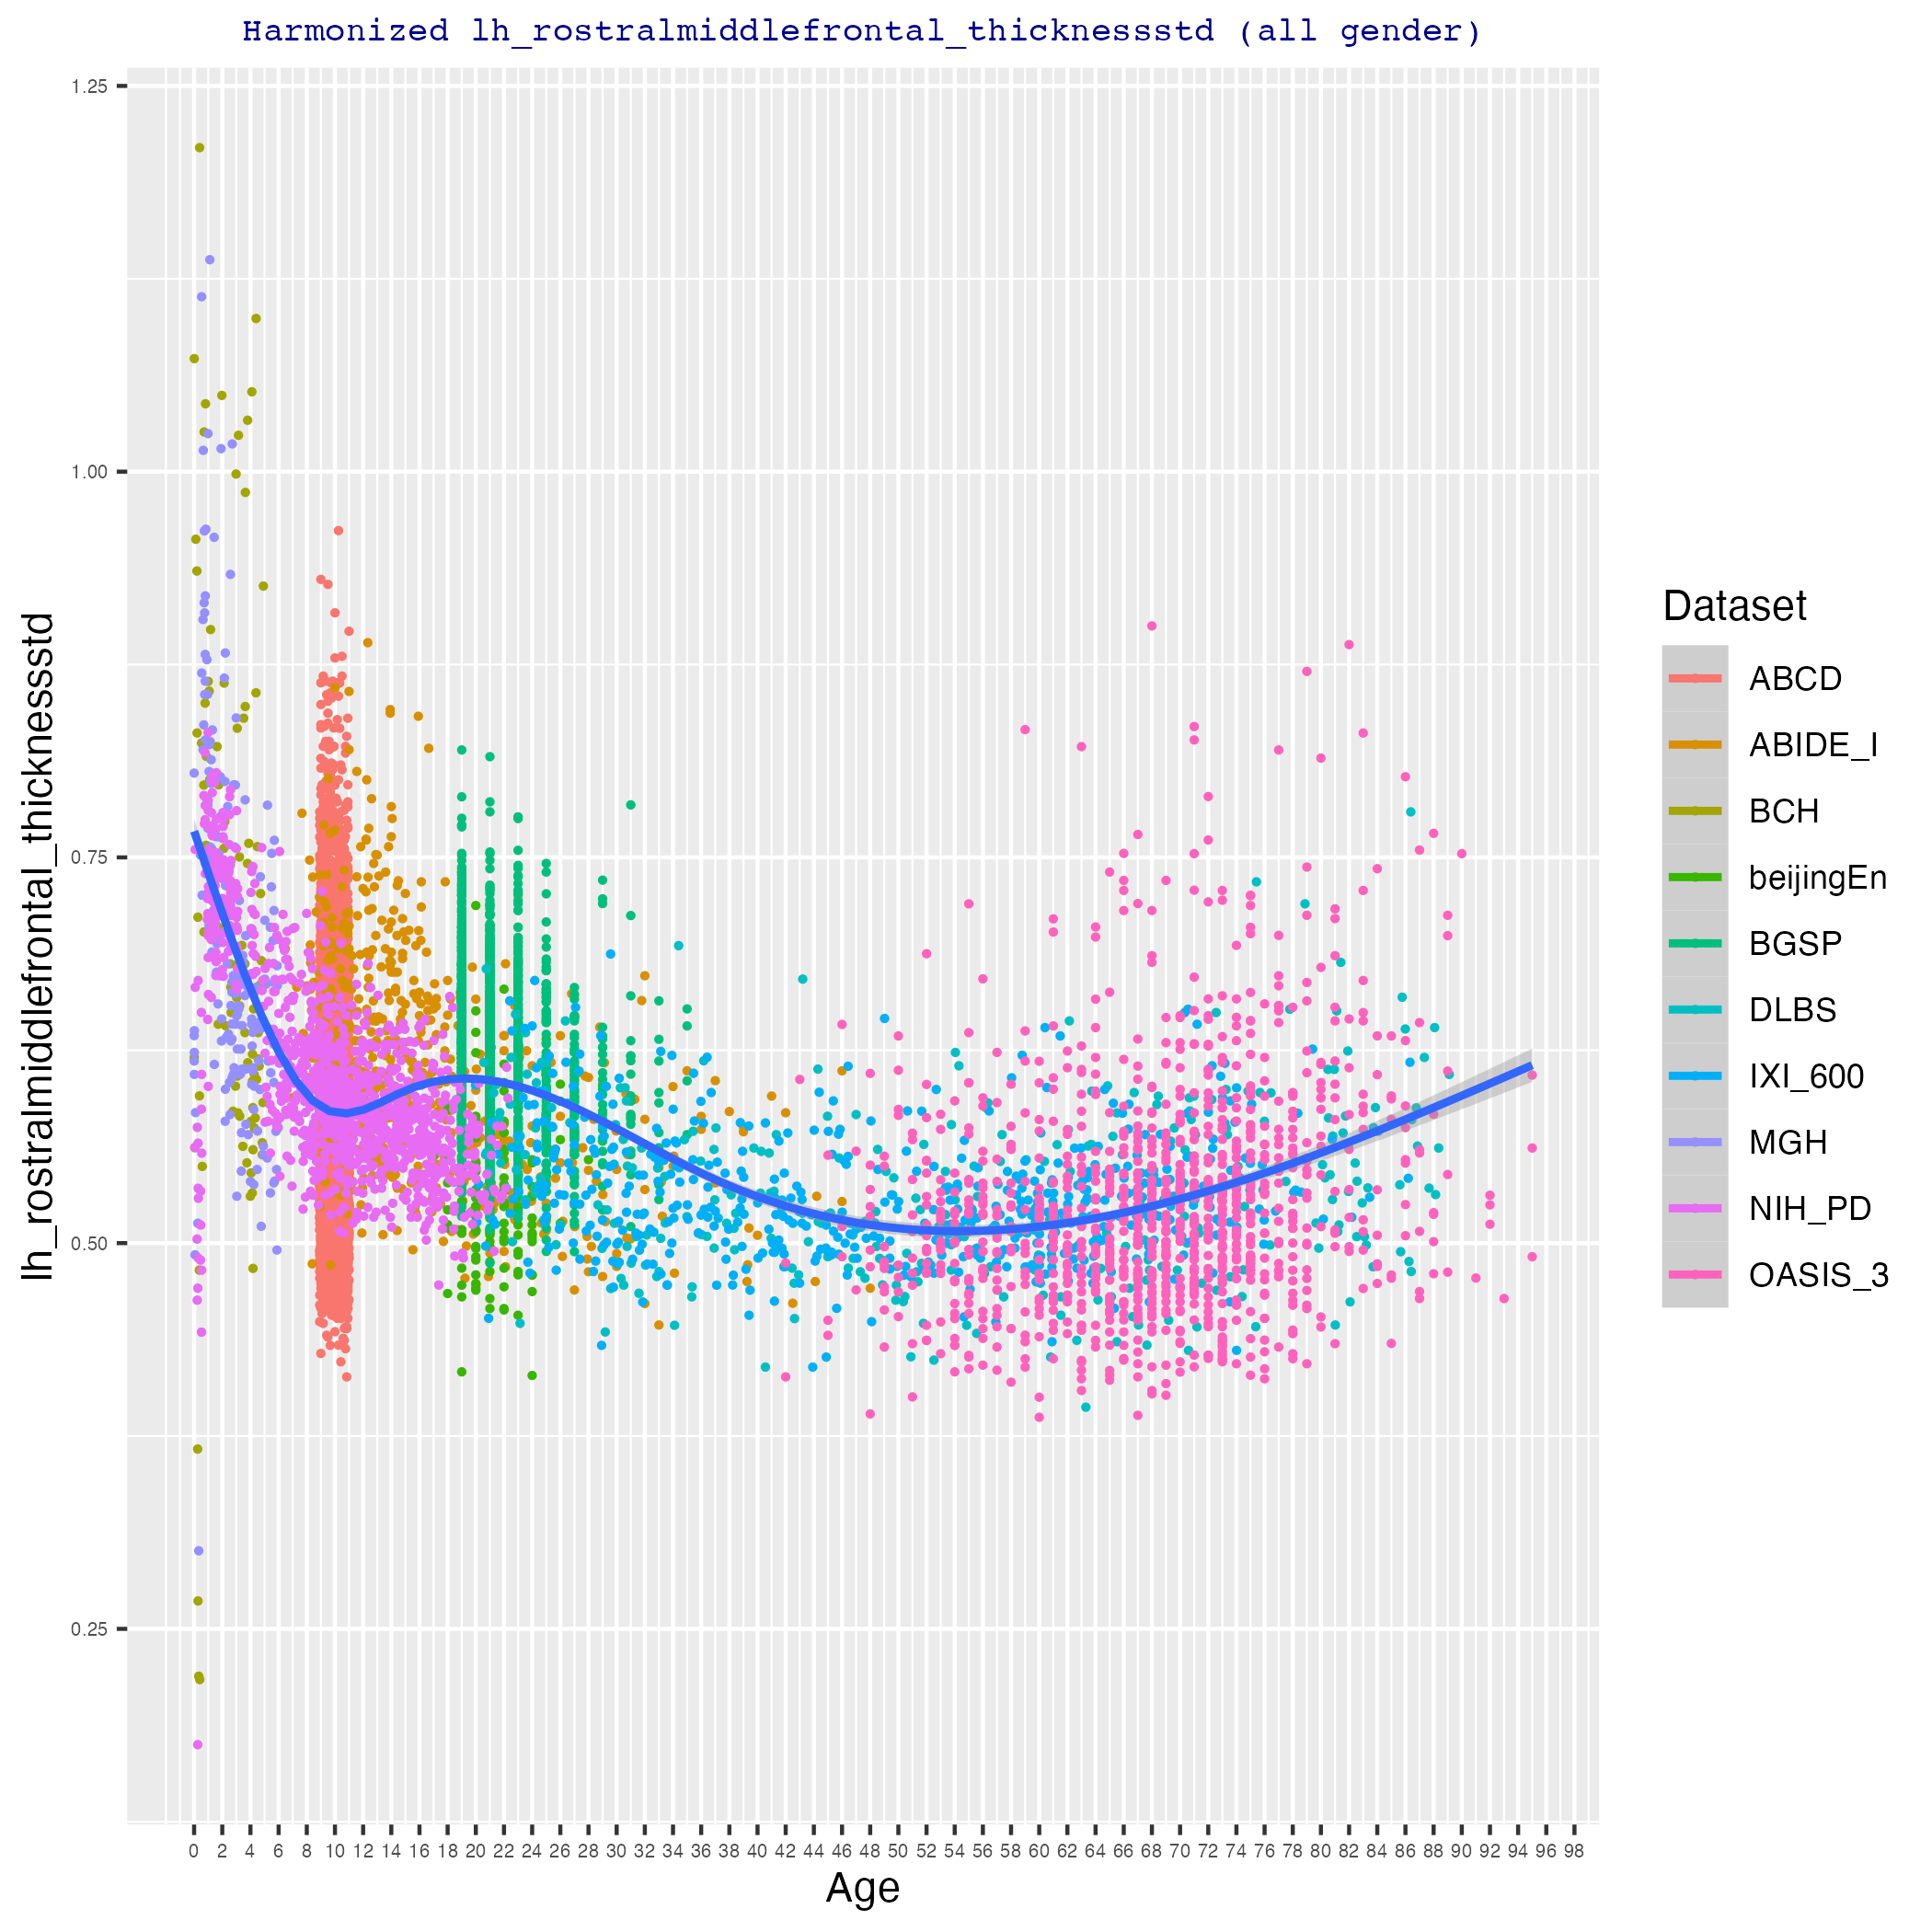 Harmonized lh_rostralmiddlefrontal_thicknessstd (all gender)
lh_rostralmiddlefrontal_thicknessstd
1.25
1.00
0.75
0.50
0.25
0 2 4 6 8 10 12 14 16 18 20 22 24 26 28 30 32 34 36 38 40 42 44 46 48 50 52 54 56 58 60 62 64 66 68 70 72 74 76 78 80 82 84 86 88 90 92 94 96 98
Age
Dataset
ABCD
ABIDE_I
BCH
beijingEn
BGSP
DLBS
IXI_600
MGH
NIH_PD
OASIS_3